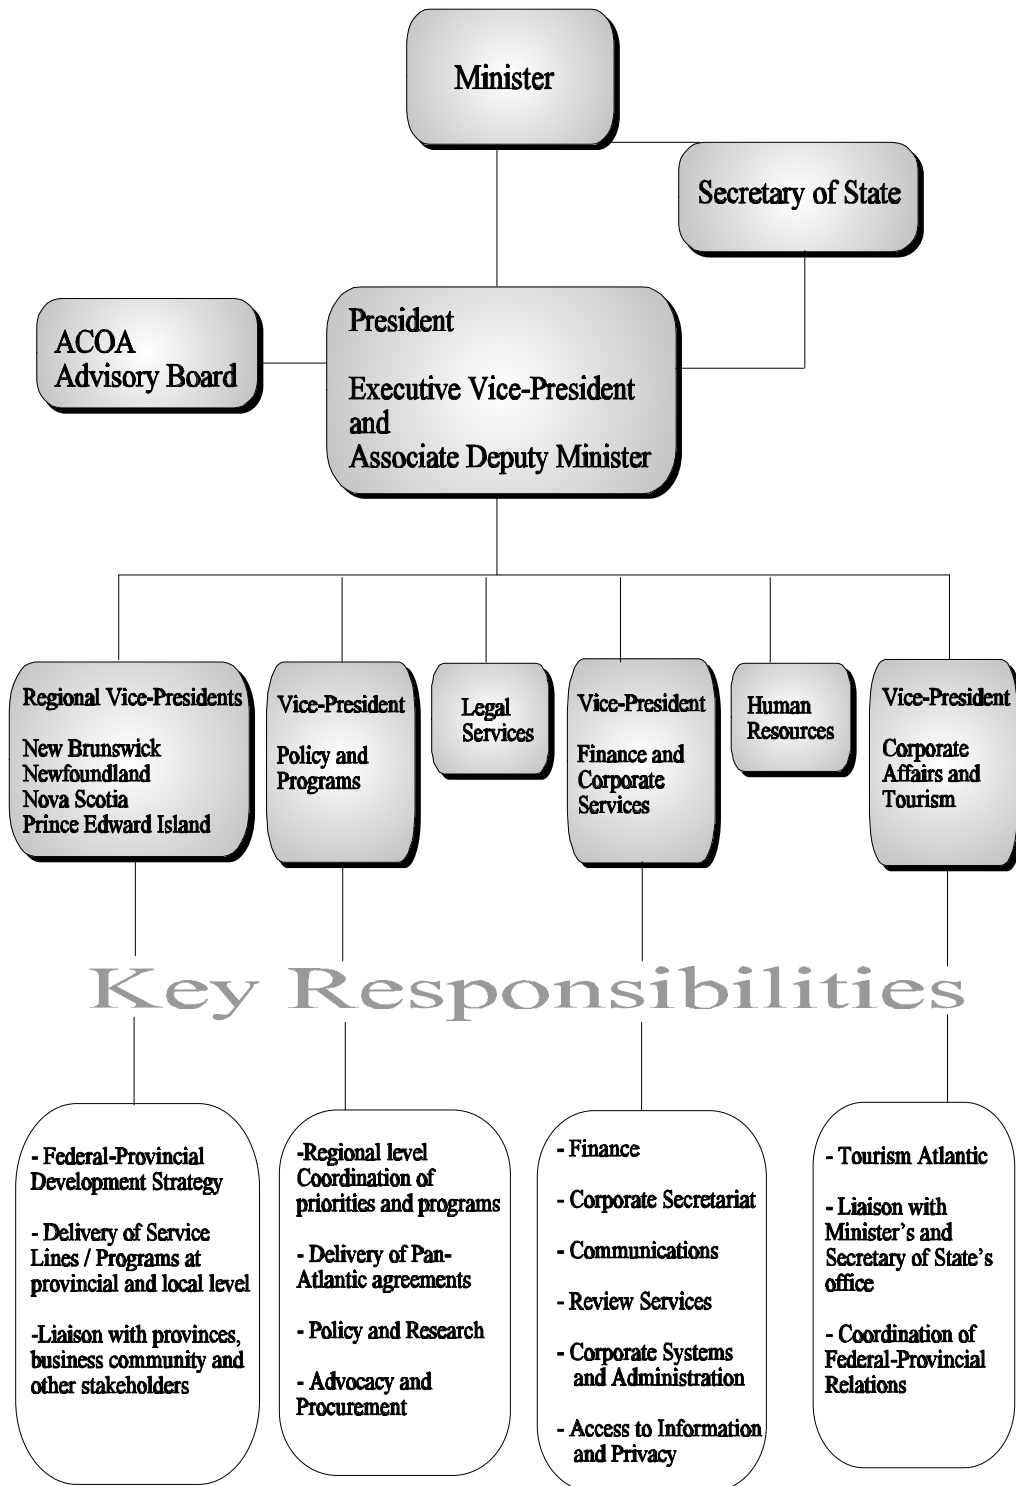 Minister
Secretary of State
ACOA
Advisory Board
President
Executive Vice-President
and
Associate Deputy Minister
Regional Vice-Presidents
New Brunswick
Newfoundland
Nova Scotia
Prince Edward Island
Vice-President
Policy and
Programs
Legal
Services
Vice-President
Finance and
Corporate
Services
Human
Resources
Vice-President
Corporate
Affairs and
Tourism
Key Responsibilities
- Federal-Provincial
Development Strategy
- Delivery of Service
Lines / Programs at
provincial and local level
-Liaison with provinces,
business community and
other stakeholders
-Regional level
Coordination of
priorities and programs
- Delivery of Pan-
Atlantic agreements
- Policy and Research
- Advocacy and
Procurement
- Finance
- Corporate Secretariat
- Communications
- Review Services
- Corporate Systems
and Administration
- Access to Information
and Privacy
- Tourism Atlantic
- Liaison with
Minister's and
Secretary of State's
office
- Coordination of
Federal-Provincial
Relations